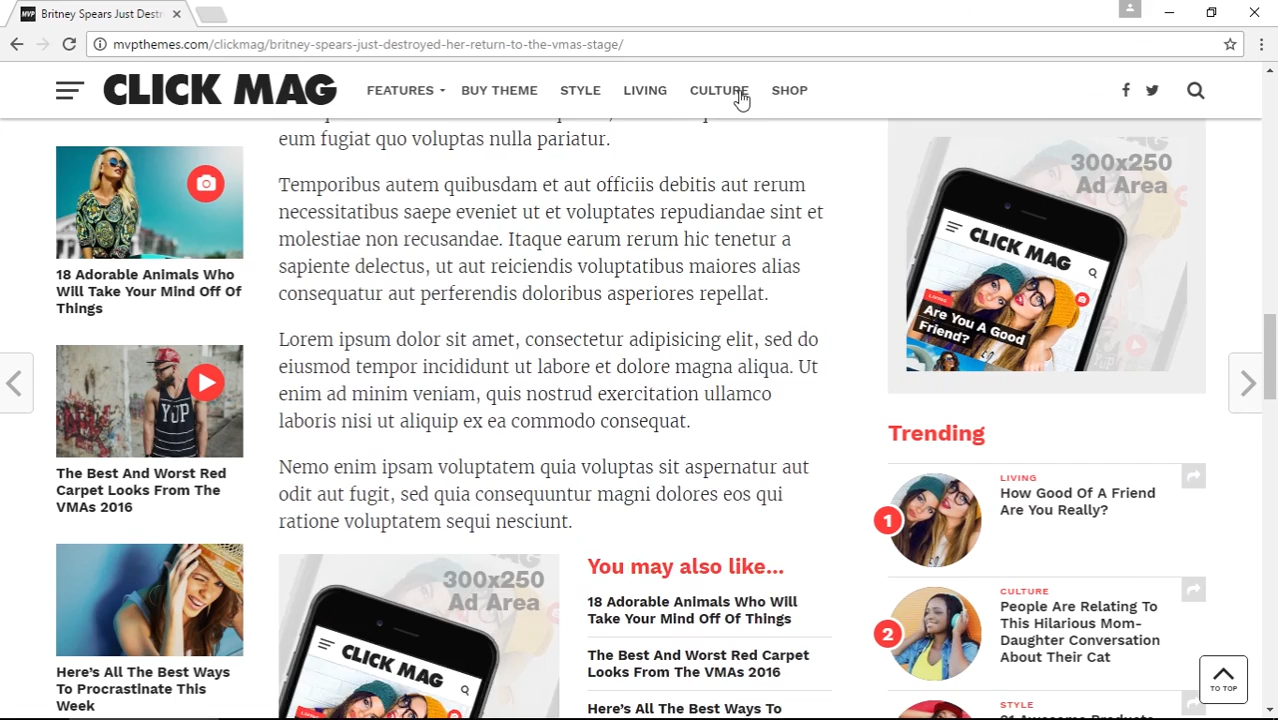 MVP Britney Spears Just Destr
mvpthemes.com/clickmag/britney-spears-just-destroyed-her-return-to-the-vmas-stage/
CLICK MAG
FEATURES BUY THEME STYLE LIVING CULTURE SHOP
eum fugiat quo voluptas nulla pariatur.
Temporibus autem quibusdam et aut officiis debitis aut rerum
necessitatibus saepe eveniet ut et voluptates repudiandae sint et
molestiae non recusandae. Itaque earum rerum hic tenetur a
sapiente delectus, ut aut reiciendis voluptatibus maiores alias
consequatur aut perferendis doloribus asperiores repellat.
Lorem ipsum dolor sit amet, consectetur adipisicing elit, sed do
eiusmod tempor incididunt ut labore et dolore magna aliqua. Ut
enim ad minim veniam, quis nostrud exercitation ullamco
laboris nisi ut aliquip ex ea commodo consequat.
Nemo enim ipsam voluptatem quia voluptas sit aspernatur aut
odit aut fugit, sed quia consequuntur magni dolores eos qui
ratione voluptatem sequi nesciunt.
18 Adorable Animals Who
Will Take Your Mind Off Of
Things
YUP
The Best And Worst Red
Carpet Looks From The
VMAs 2016
Here's All The Best Ways
To Procrastinate This
Week
300x250
Ad Area
CLICK MAG
You may also like...
18 Adorable Animals Who Will
Take Your Mind Off Of Things
The Best And Worst Red Carpet
Looks From The VMAs 2016
Here's All The Best Ways To
300x250
Ad Area
CLICK MAG
LIVING
Are You A Good
Friend?
Trending
1
LIVING
How Good Of A Friend
Are You Really?
2
CULTURE
People Are Relating To
This Hilarious Mom-
Daughter Conversation
About Their Cat
STYLE
TO TOP